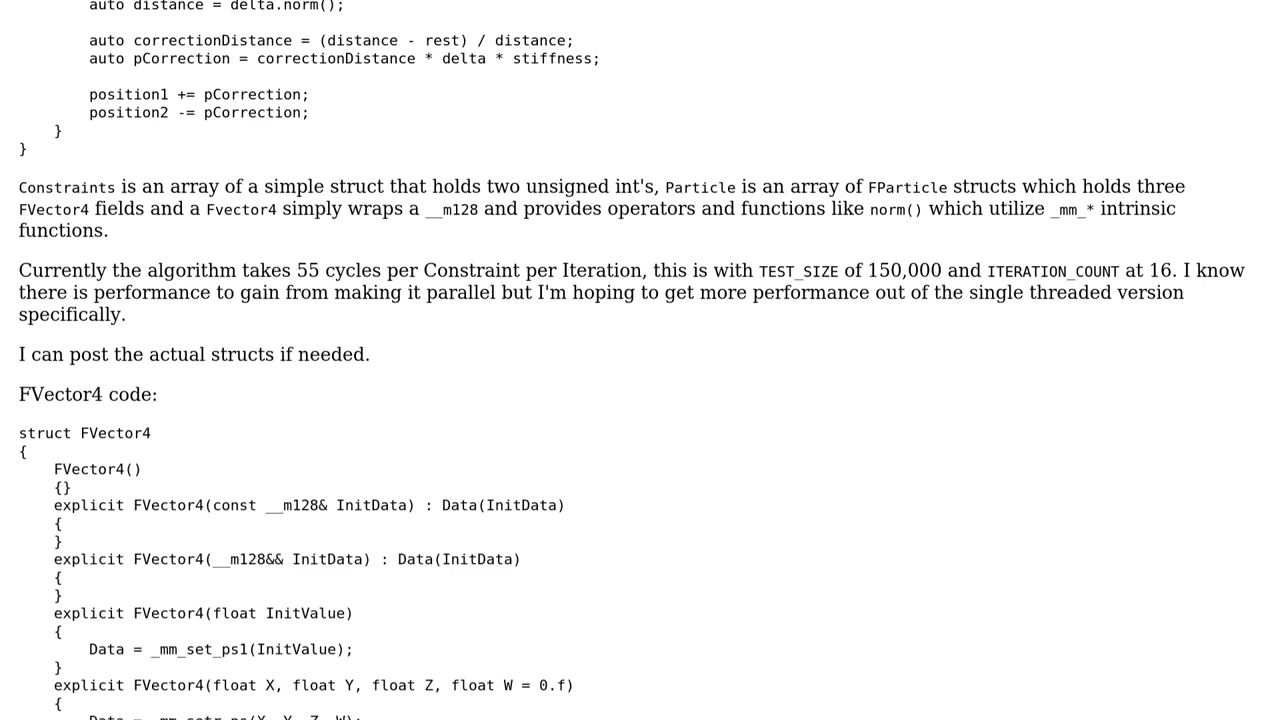 auto distance = delta.norm();
auto correctionDistance = (distance - rest) / distance;
auto pCorrection = correctionDistance * delta * stiffness;
position1 += pCorrection;
position2 -= pCorrection;
}
}
Constraints is an array of a simple struct that holds two unsigned int's, Particle is an array of FParticle structs which holds three
FVector4 fields and a Fvector4 simply wraps a __m128 and provides operators and functions like norm() which utilize _mm_* intrinsic
functions.
Currently the algorithm takes 55 cycles per Constraint per Iteration, this is with TEST_SIZE of 150,000 and ITERATION_COUNT at 16. I know
there is performance to gain from making it parallel but I'm hoping to get more performance out of the single threaded version
specifically.
I can post the actual structs if needed.
FVector4 code:
struct FVector4
{
FVector4()
{}
explicit FVector4(const __m128& InitData) : Data(InitData)
{
}
explicit FVector4(__m128&& InitData) : Data(InitData)
{
}
explicit FVector4(float InitValue)
{
Data = _mm_set_ps1(InitValue);
}
explicit FVector4(float X, float Y, float Z, float W = 0.f)
{
Data = _mm_setr_ps(X, Y, Z, W);